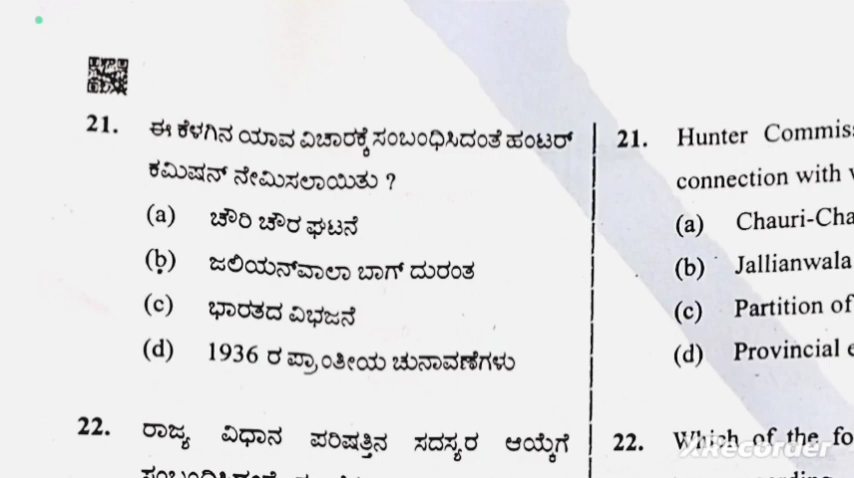 21. ಈ ಕೆಳಗಿನ ಯಾವ ವಿಚಾರಕ್ಕೆ ಸಂಬಂಧಿಸಿದಂತೆ ಹಂಟರ್
ಕಮಿಷನ್ ನೇಮಿಸಲಾಯಿತು ?
(a) ಚೌರಿ ಚೌರ ಘಟನೆ
(b) ಜಲಿಯನ್‌ವಾಲಾ ಬಾಗ್ ದುರಂತ
(c) ಭಾರತದ ವಿಭಜನೆ
(d) 1936 ರ ಪ್ರಾಂತೀಯ ಚುನಾವಣೆಗಳು
22. ರಾಜ್ಯ ವಿಧಾನ ಪರಿಷತ್ತಿನ ಸದಸ್ಯರ ಆಯ್ಕೆಗೆ
21. Hunter Commis
connection with
(a) Chauri-Cha
(b) Jallianwala
(c) Partition of
(d) Provincial
22. Which of the fo
XRecorder